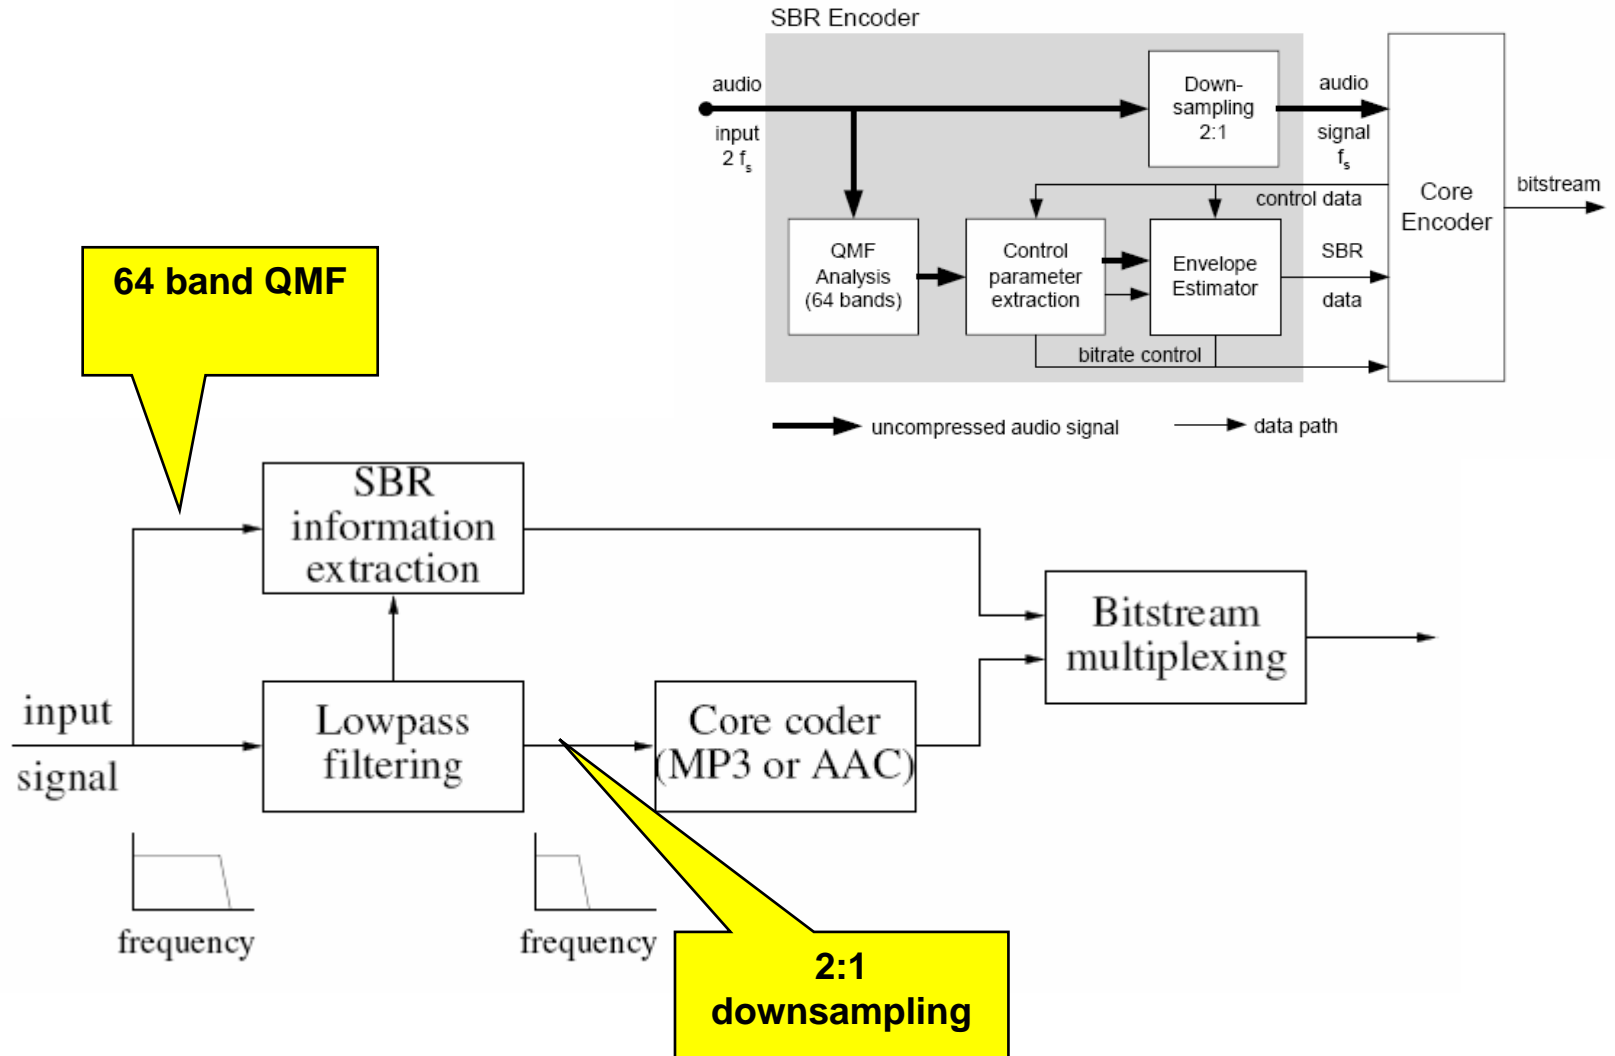 SBR Encoder
audio
input
2 fs
Down-
sampling
2:1
audio
signal
fs
control data
QMF
Analysis
(64 bands)
Control
parameter
extraction
Envelope
Estimator
SBR
data
bitrate control
Core
Encoder
bitstream
uncompressed audio signal
data path
64 band QMF
SBR
information
extraction
input
signal
Lowpass
filtering
Core coder
(MP3 or AAC)
Bitstream
multiplexing
frequency
frequency
2:1
downsampling